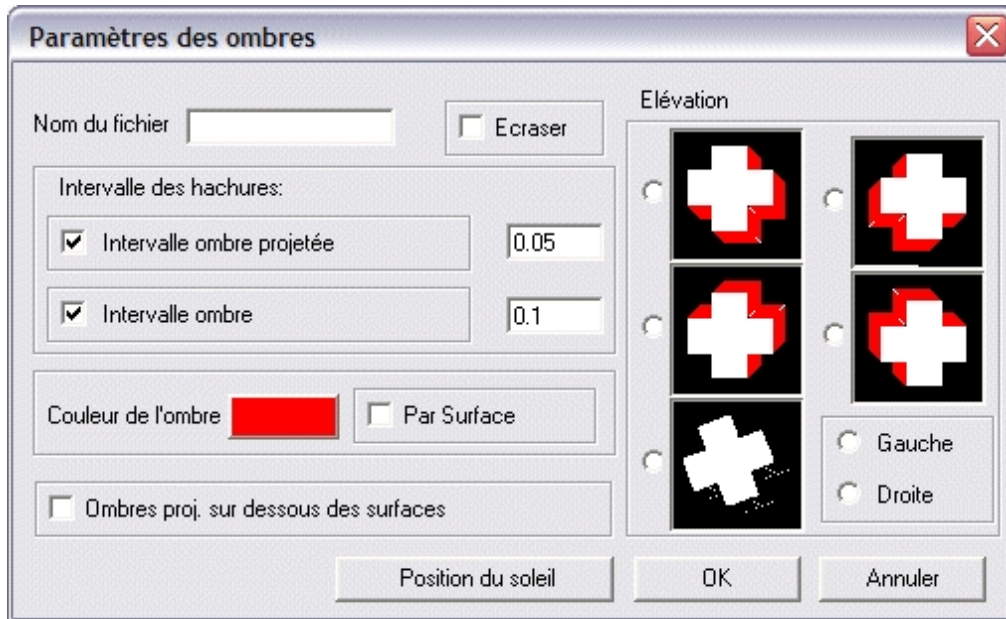 Paramètres des ombres
Nom du fichier
Ecraser
Intervalle des hachures:
Intervalle ombre projetée
0.05
Intervalle ombre
0.1
Couleur de l'ombre
Par Surface
Ombres proj. sur dessous des surfaces
Elévation
Gauche
Droite
Position du soleil
OK
Annuler